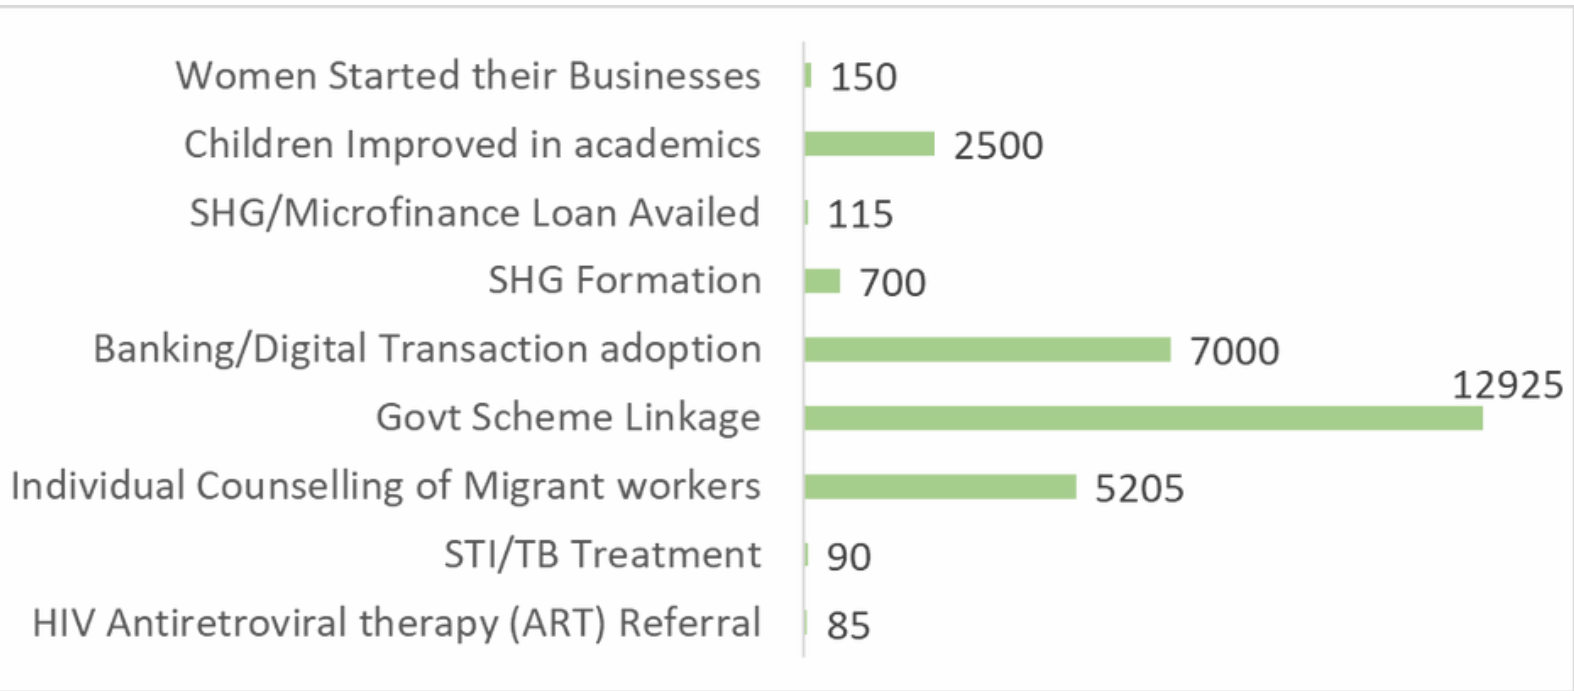 Women Started their Businesses 150
Children Improved in academics 2500
SHG/Microfinance Loan Availed 115
SHG Formation 700
Banking/Digital Transaction adoption 7000
Govt Scheme Linkage 12925
Individual Counselling of Migrant workers 5205
STI/TB Treatment 90
HIV Antiretroviral therapy (ART) Referral 85